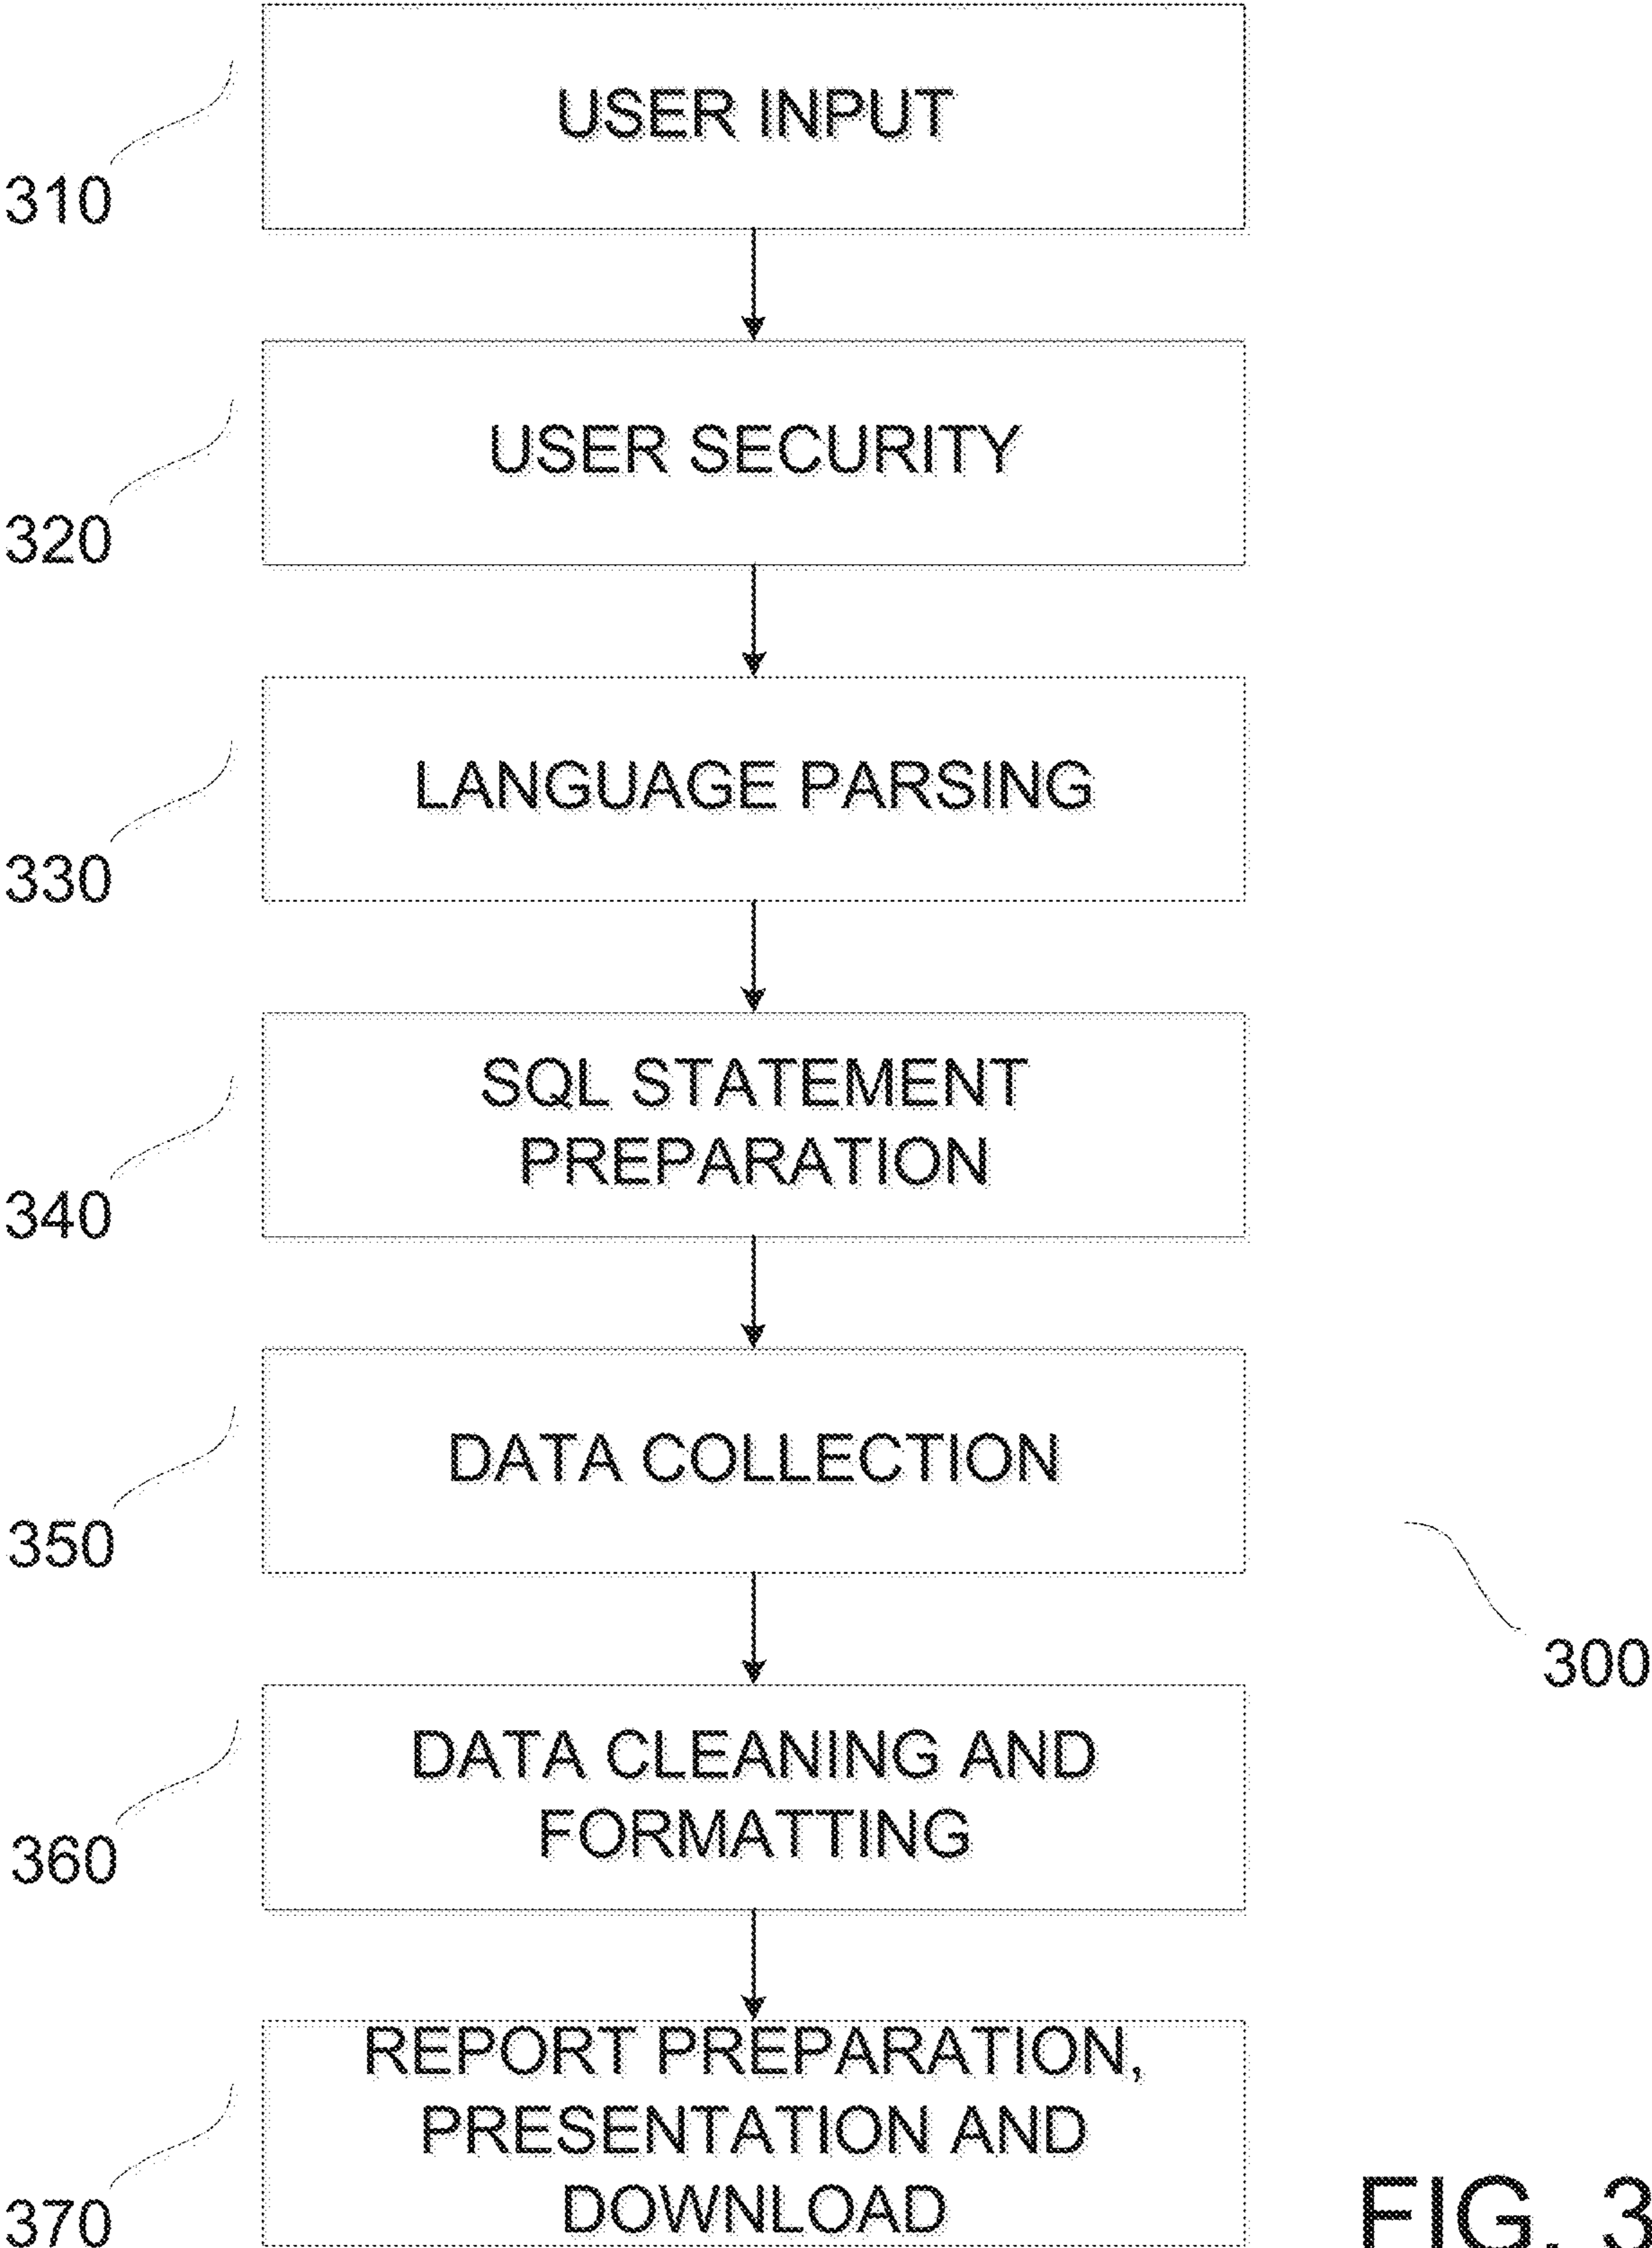 USER INPUT
310
USER SECURITY
320
LANGUAGE PARSING
330
SQL STATEMENT
PREPARATION
340
DATA COLLECTION
350
300
DATA CLEANING AND
FORMATTING
360
REPORT PREPARATION,
PRESENTATION AND
DOWNLOAD
370
FIG. 3